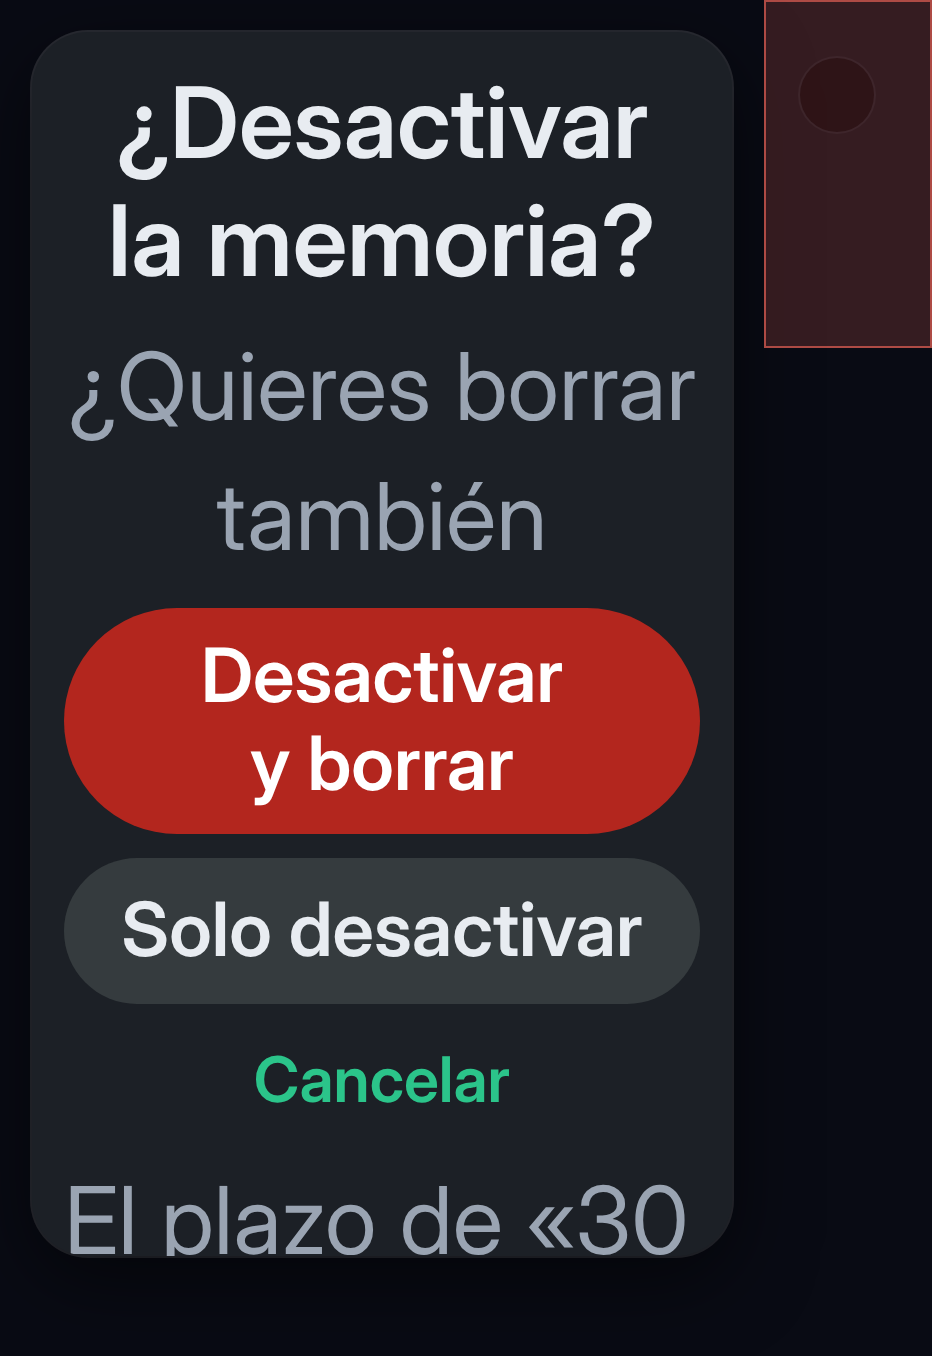 ¿Desactivar
la memoria?
¿Quieres borrar
también
Desactivar
y borrar
Solo desactivar
Cancelar
El plazo de «30